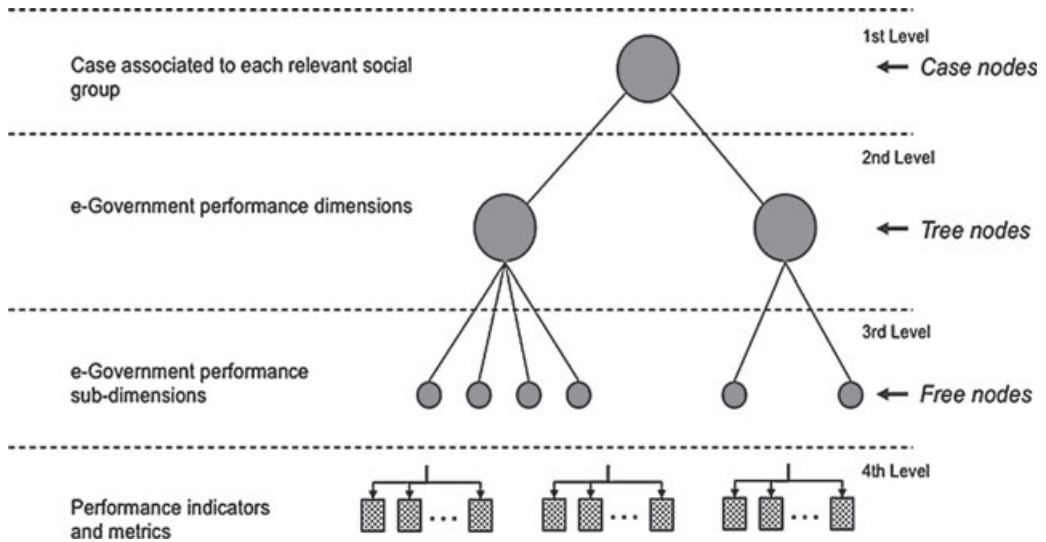 1st Level
Case associated to each relevant social
group
Case nodes
2nd Level
e-Government performance dimensions
Tree nodes
3rd Level
e-Government performance
sub-dimensions
Free nodes
4th Level
Performance indicators
and metrics